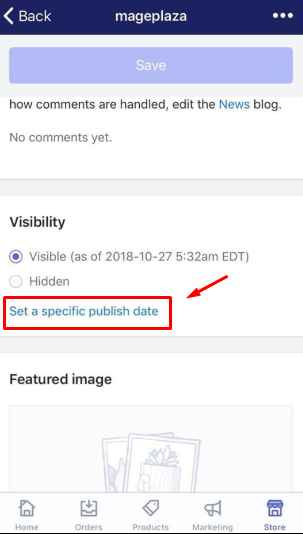 Back
mageplaza
Save
how comments are handled, edit the News blog.
No comments yet.
Visibility
Visible (as of 2018-10-27 5:32am EDT)
Hidden
Set a specific publish date
Featured image
Home Orders Products Marketing Store